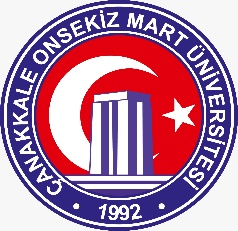 ÇANAKKALE ONSEKİZ MART ÜNİVERSİTESİ
1992